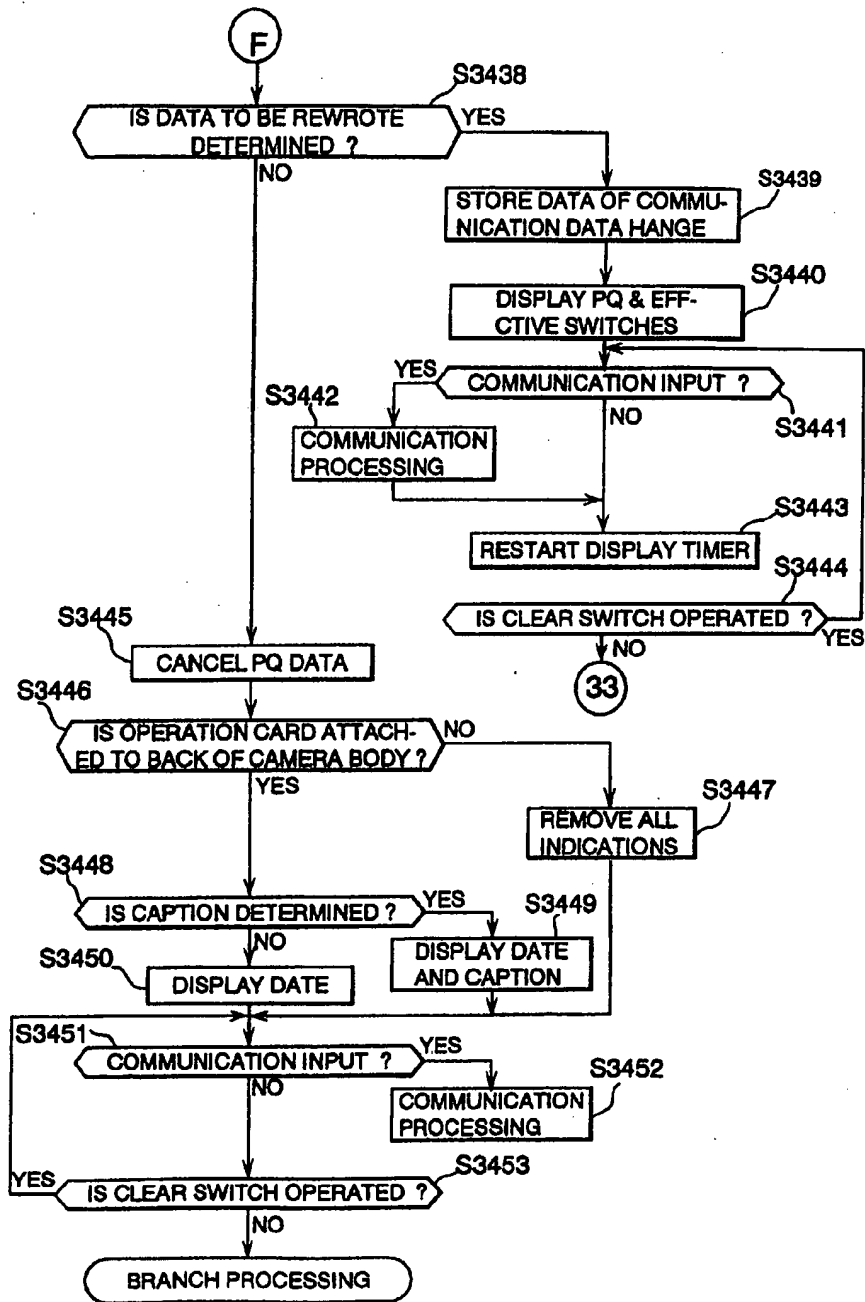 F
S3438
IS DATA TO BE REWROTE
DETERMINED ?
YES
NO
S3439
STORE DATA OF COMMU-
NICATION DATA HANGE
S3440
DISPLAY PQ & EFF-
CTIVE SWITCHES
YES
COMMUNICATION INPUT ?
S3441
S3442
NO
COMMUNICATION
PROCESSING
S3443
RESTART DISPLAY TIMER
S3444
IS CLEAR SWITCH OPERATED ?
YES
NO
33
S3445
CANCEL PQ DATA
S3446
IS OPERATION CARD ATTACH-
ED TO BACK OF CAMERA BODY ?
NO
YES
S3447
REMOVE ALL
INDICATIONS
S3448
IS CAPTION DETERMINED ?
YES
S3449
NO
DISPLAY DATE
AND CAPTION
S3450
DISPLAY DATE
S3451
COMMUNICATION INPUT ?
YES
NO
S3452
COMMUNICATION
PROCESSING
S3453
YES
IS CLEAR SWITCH OPERATED ?
NO
BRANCH PROCESSING